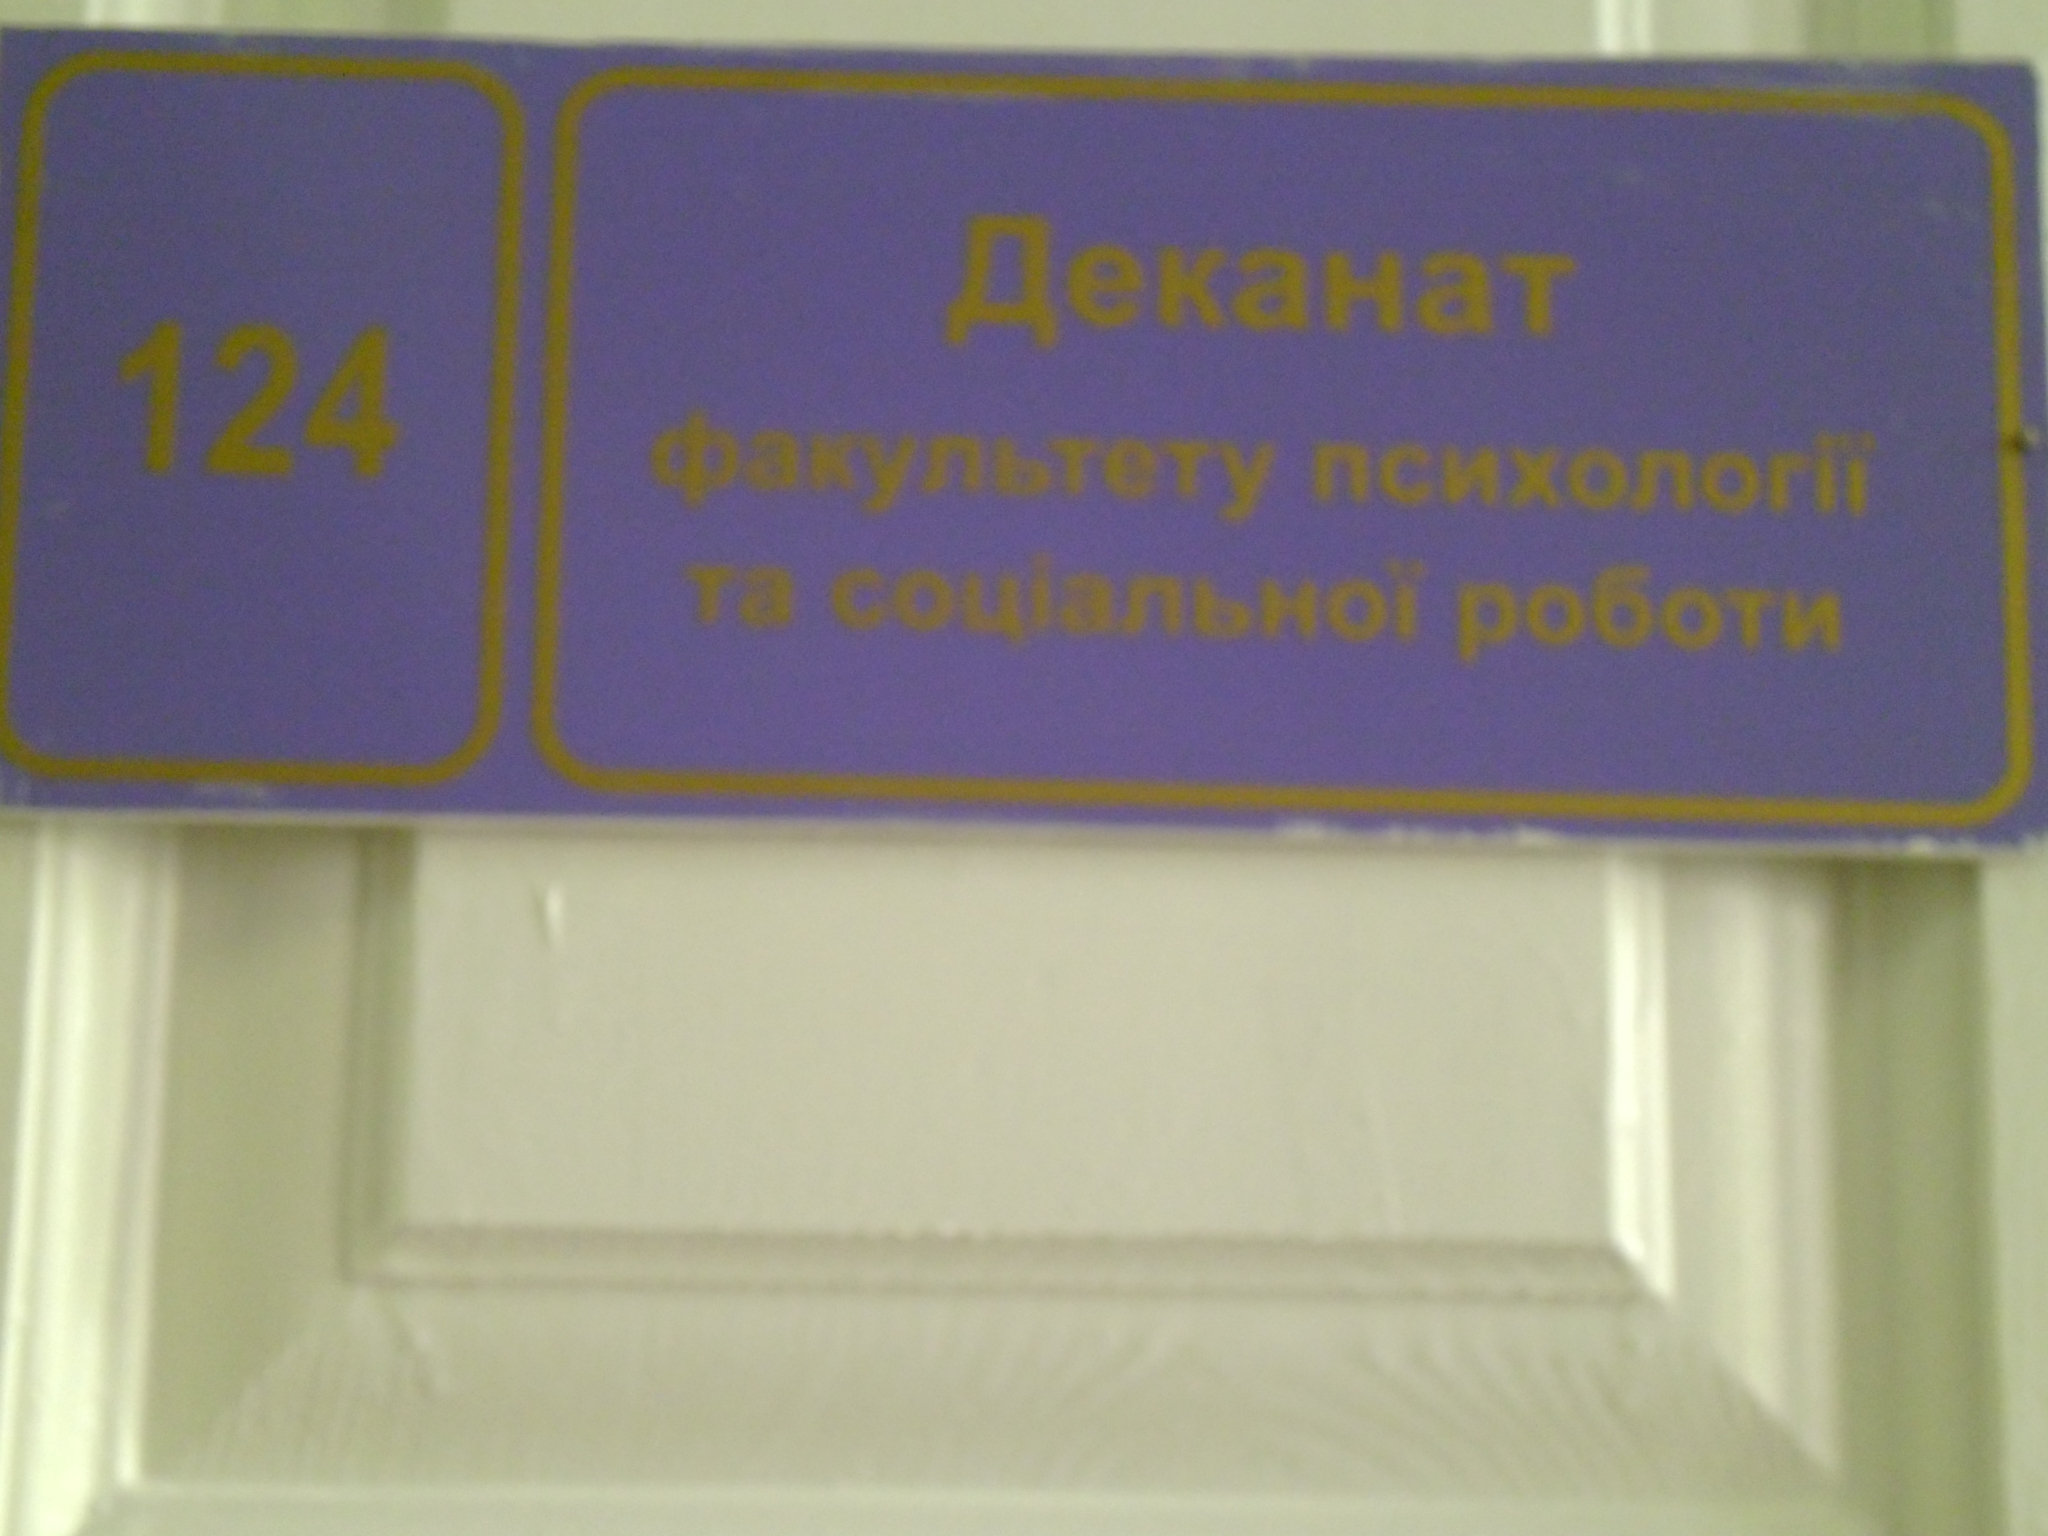 124
Деканат
факультету психології
та соціальної роботи